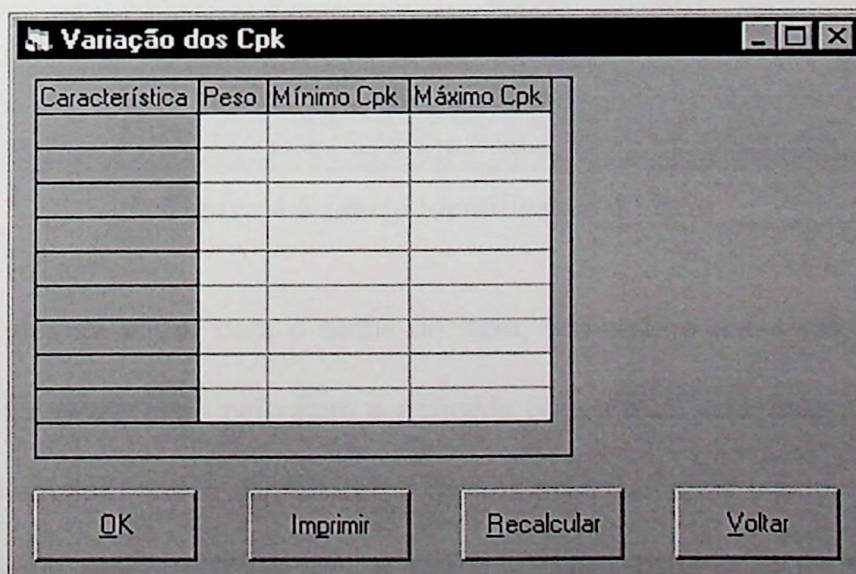 Variação dos Cpk
Característica Peso Mínimo Cpk Máximo Cpk
OK Imprimir Recalcular Voltar